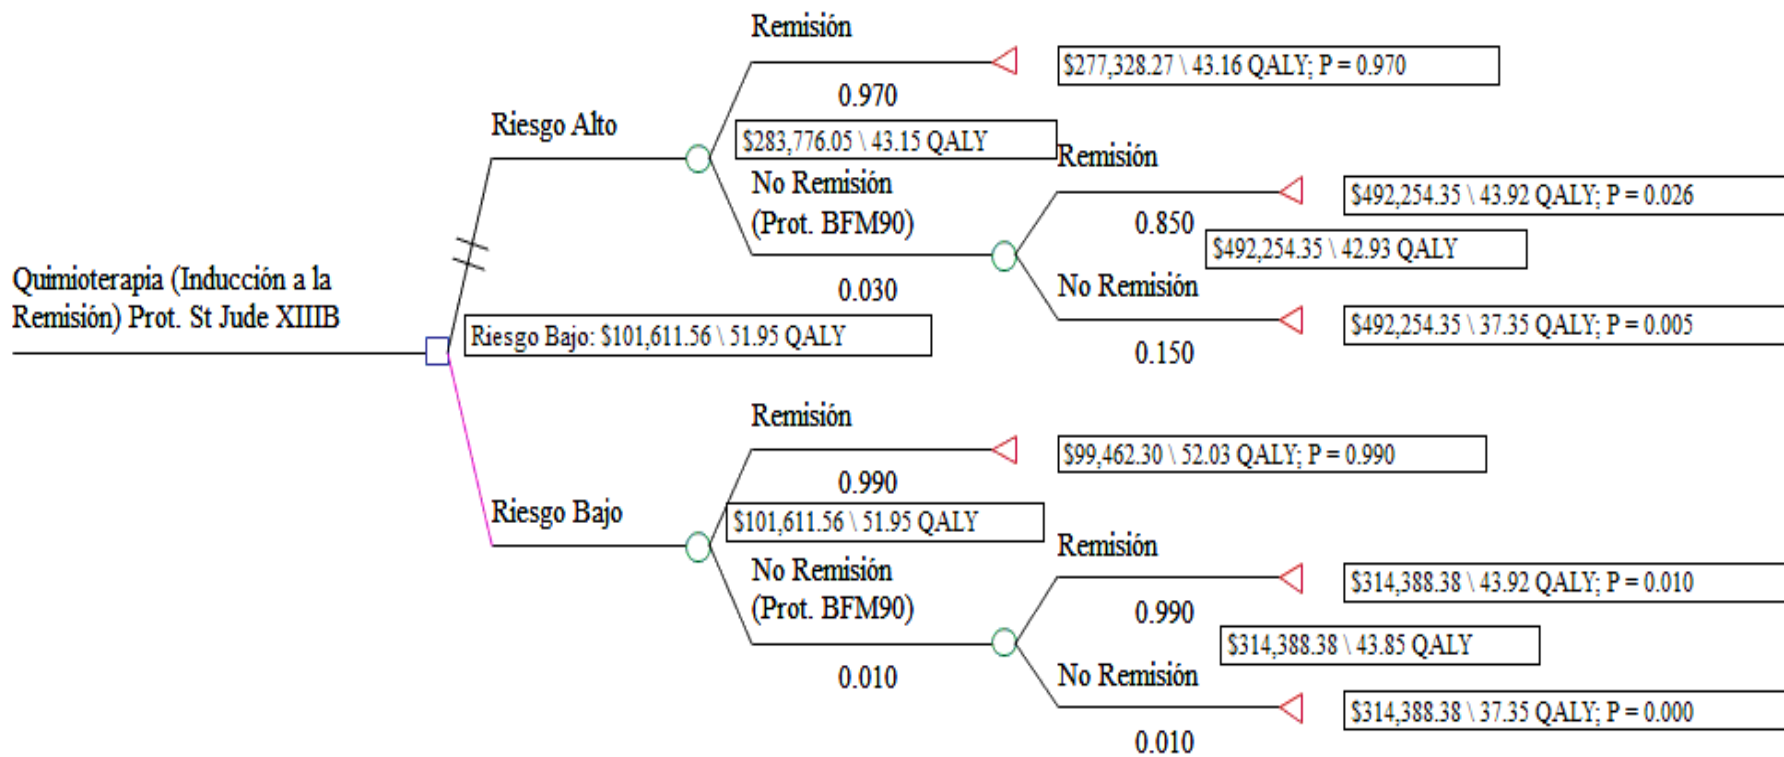 Remisión
$277,328.27 \ 43.16 QALY; P = 0.970
0.970
Riesgo Alto
$283,776.05 \ 43.15 QALY
Remisión
No Remisión
(Prot. BFM90)
$492,254.35 \ 43.92 QALY; P = 0.026
0.850
$492,254.35 \ 42.93 QALY
0.030
No Remisión
$492,254.35 \ 37.35 QALY; P = 0.005
0.150
Quimioterapia (Inducción a la
Remisión) Prot. St Jude XIIIB
Riesgo Bajo: $101,611.56 \ 51.95 QALY
Remisión
$99,462.30 \ 52.03 QALY; P = 0.990
0.990
Riesgo Bajo
$101,611.56 \ 51.95 QALY
Remisión
No Remisión
(Prot. BFM90)
$314,388.38 \ 43.92 QALY; P = 0.010
0.990
$314,388.38 \ 43.85 QALY
0.010
No Remisión
$314,388.38 \ 37.35 QALY; P = 0.000
0.010